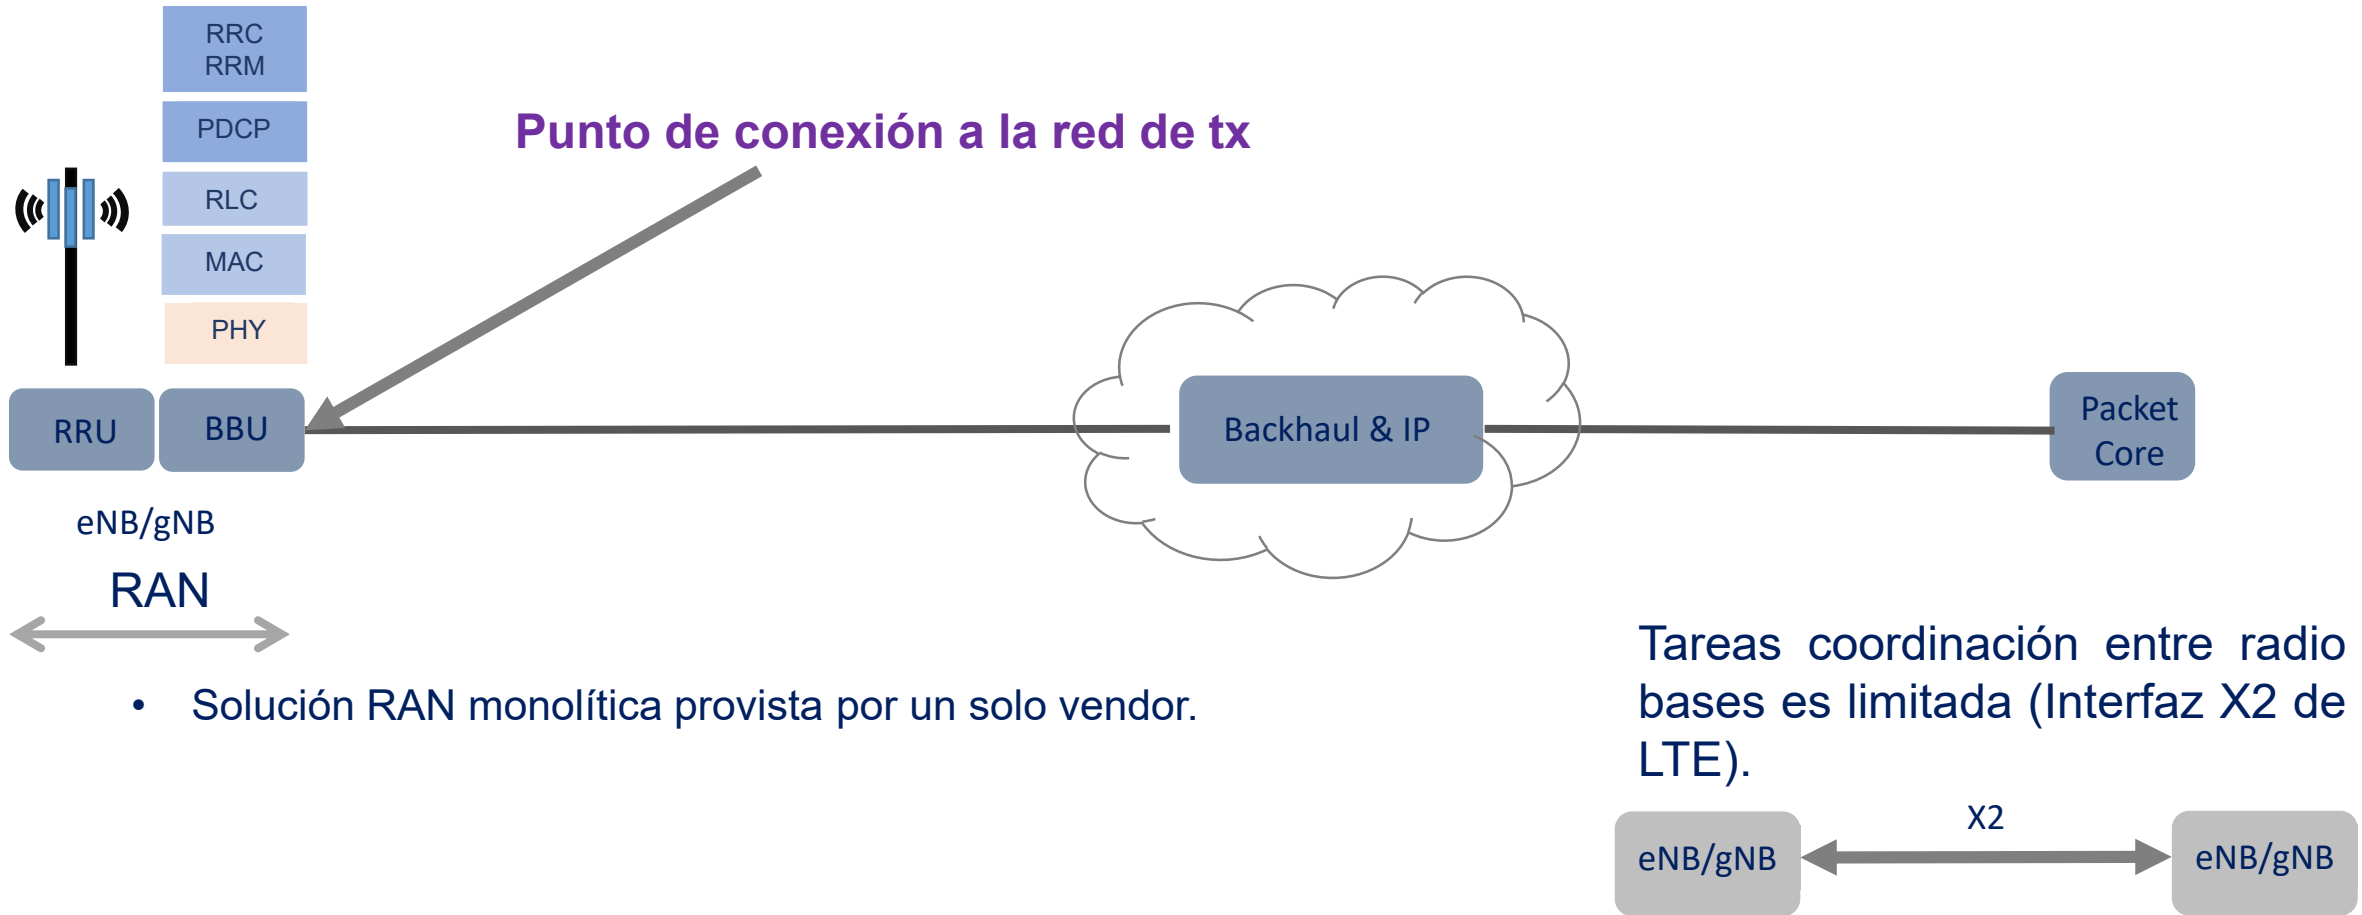 RRC
RRM
PDCP
RLC
MAC
PHY
Punto de conexión a la red de tx
RRU
BBU
Backhaul & IP
Packet
Core
eNB/gNB
RAN
• Solución RAN monolítica provista por un solo vendor.
Tareas coordinación entre radio
bases es limitada (Interfaz X2 de
LTE).
X2
eNB/gNB
eNB/gNB